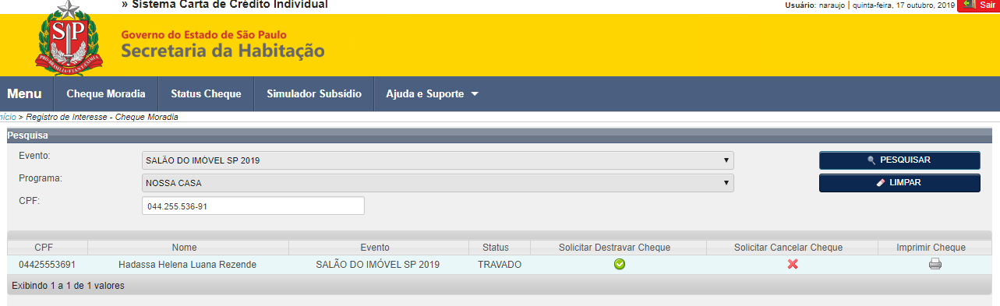 » Sistema Carta de Crédito Individual
Usuário: naraujo | quinta-feira, 17 outubro, 2019 Sair
SP
Governo do Estado de São Paulo
Secretaria da Habitação
Menu Cheque Moradia Status Cheque Simulador Subsídio Ajuda e Suporte
Início > Registro de Interesse - Cheque Moradia
Pesquisa
Evento: SALÃO DO IMÓVEL SP 2019 PESQUISAR
Programa: NOSSA CASA LIMPAR
CPF: 044.255.536-91
CPF Nome Evento Status Solicitar Destravar Cheque Solicitar Cancelar Cheque Imprimir Cheque
04425553691 Hadassa Helena Luana Rezende SALÃO DO IMÓVEL SP 2019 TRAVADO
Exibindo 1 a 1 de 1 valores